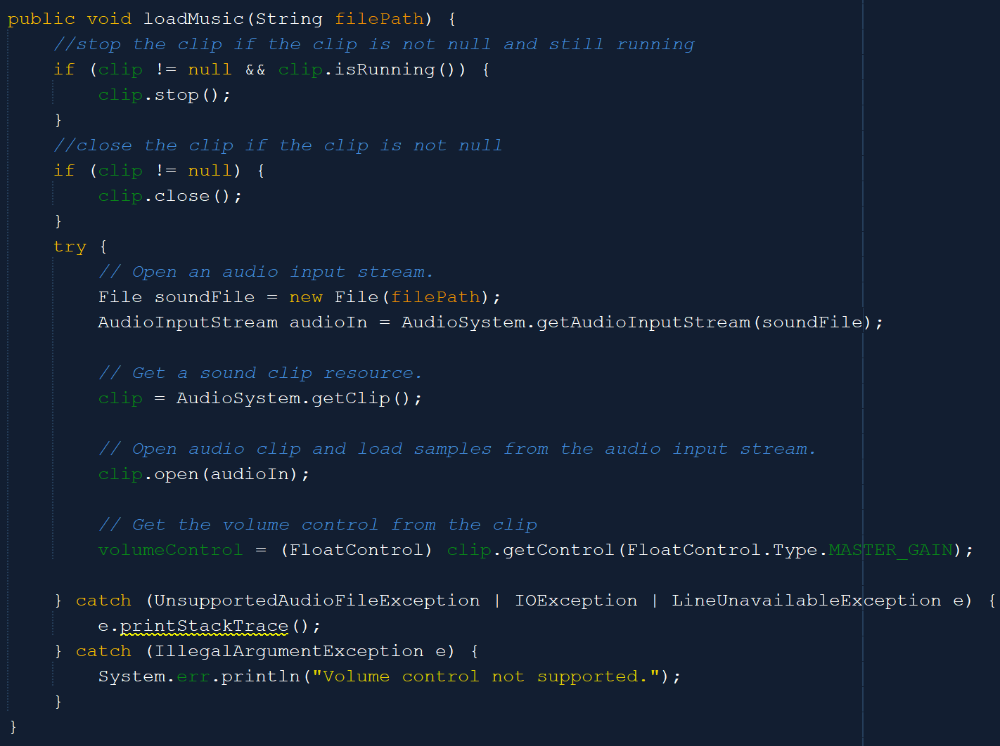 public void loadMusic(String filePath) {
    //stop the clip if the clip is not null and still running
    if (clip != null && clip.isRunning()) {
        clip.stop();
    }
    //close the clip if the clip is not null
    if (clip != null) {
        clip.close();
    }
    try {
        // Open an audio input stream.
        File soundFile = new File(filePath);
        AudioInputStream audioIn = AudioSystem.getAudioInputStream(soundFile);

        // Get a sound clip resource.
        clip = AudioSystem.getClip();

        // Open audio clip and load samples from the audio input stream.
        clip.open(audioIn);

        // Get the volume control from the clip
        volumeControl = (FloatControl) clip.getControl(FloatControl.Type.MASTER_GAIN);

    } catch (UnsupportedAudioFileException | IOException | LineUnavailableException e) {
        e.printStackTrace();
    } catch (IllegalArgumentException e) {
        System.err.println("Volume control not supported.");
    }
}